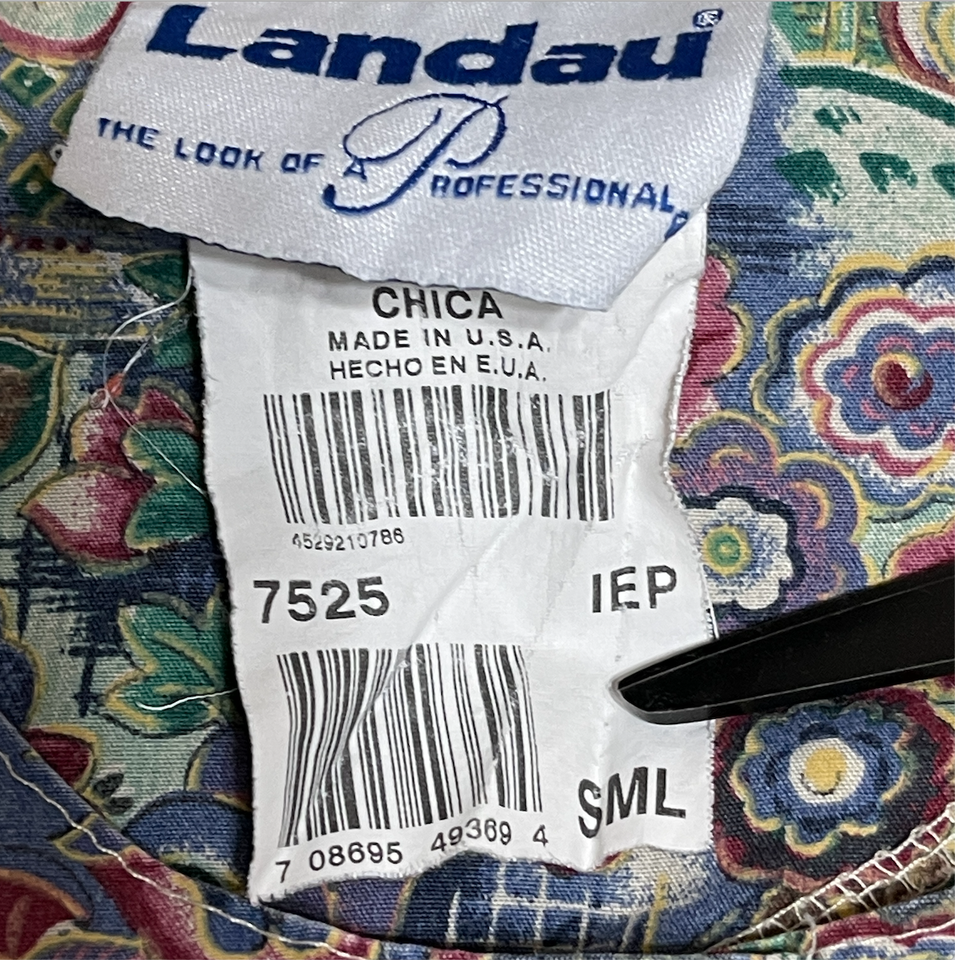 Landau®
THE LOOK OF A PROFESSIONAL®
CHICA
MADE IN U.S.A.
HECHO EN E.U.A.
4529210786
7525 IEP
SML
7 08695 49369 4